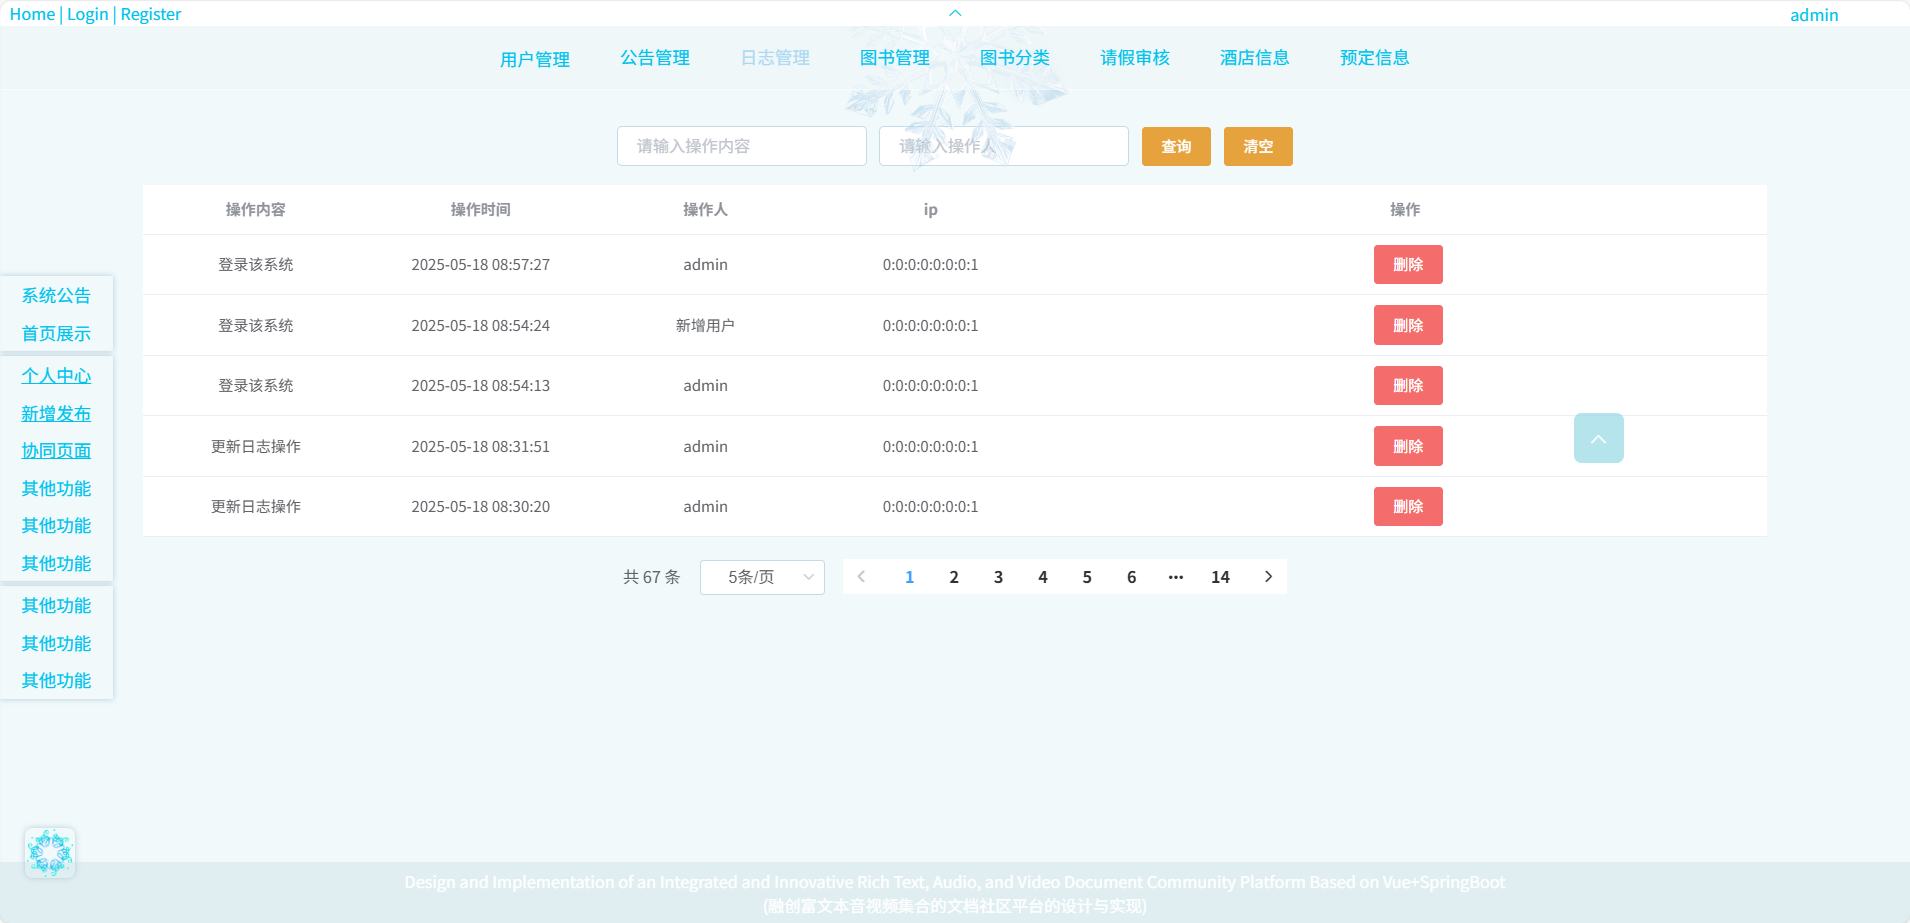 Home | Login | Register
admin
用户管理 公告管理 日志管理 图书管理 图书分类 请假审核 酒店信息 预定信息
请输入操作内容 请输入操作人 查询 清空
操作内容 操作时间 操作人 ip 操作
登录该系统 2025-05-18 08:57:27 admin 0:0:0:0:0:0:0:1 删除
登录该系统 2025-05-18 08:54:24 新增用户 0:0:0:0:0:0:0:1 删除
登录该系统 2025-05-18 08:54:13 admin 0:0:0:0:0:0:0:1 删除
更新日志操作 2025-05-18 08:31:51 admin 0:0:0:0:0:0:0:1 删除
更新日志操作 2025-05-18 08:30:20 admin 0:0:0:0:0:0:0:1 删除
共 67 条 5条/页 1 2 3 4 5 6 ••• 14
系统公告
首页展示
个人中心
新增发布
协同页面
其他功能
其他功能
其他功能
其他功能
其他功能
其他功能
Design and Implementation of an Integrated and Innovative Rich Text, Audio, and Video Document Community Platform Based on Vue+SpringBoot
(融创富文本音视频集合的文档社区平台的设计与实现)